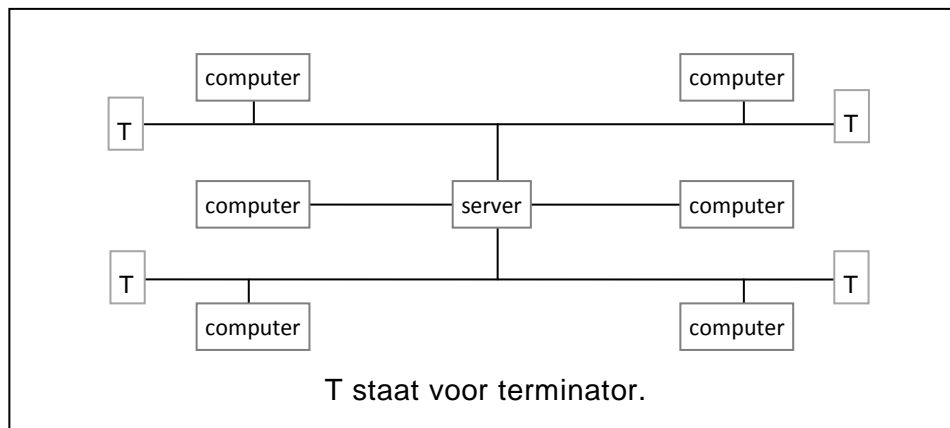 computer computer
T T
computer server computer
T T
computer computer
T staat voor terminator.